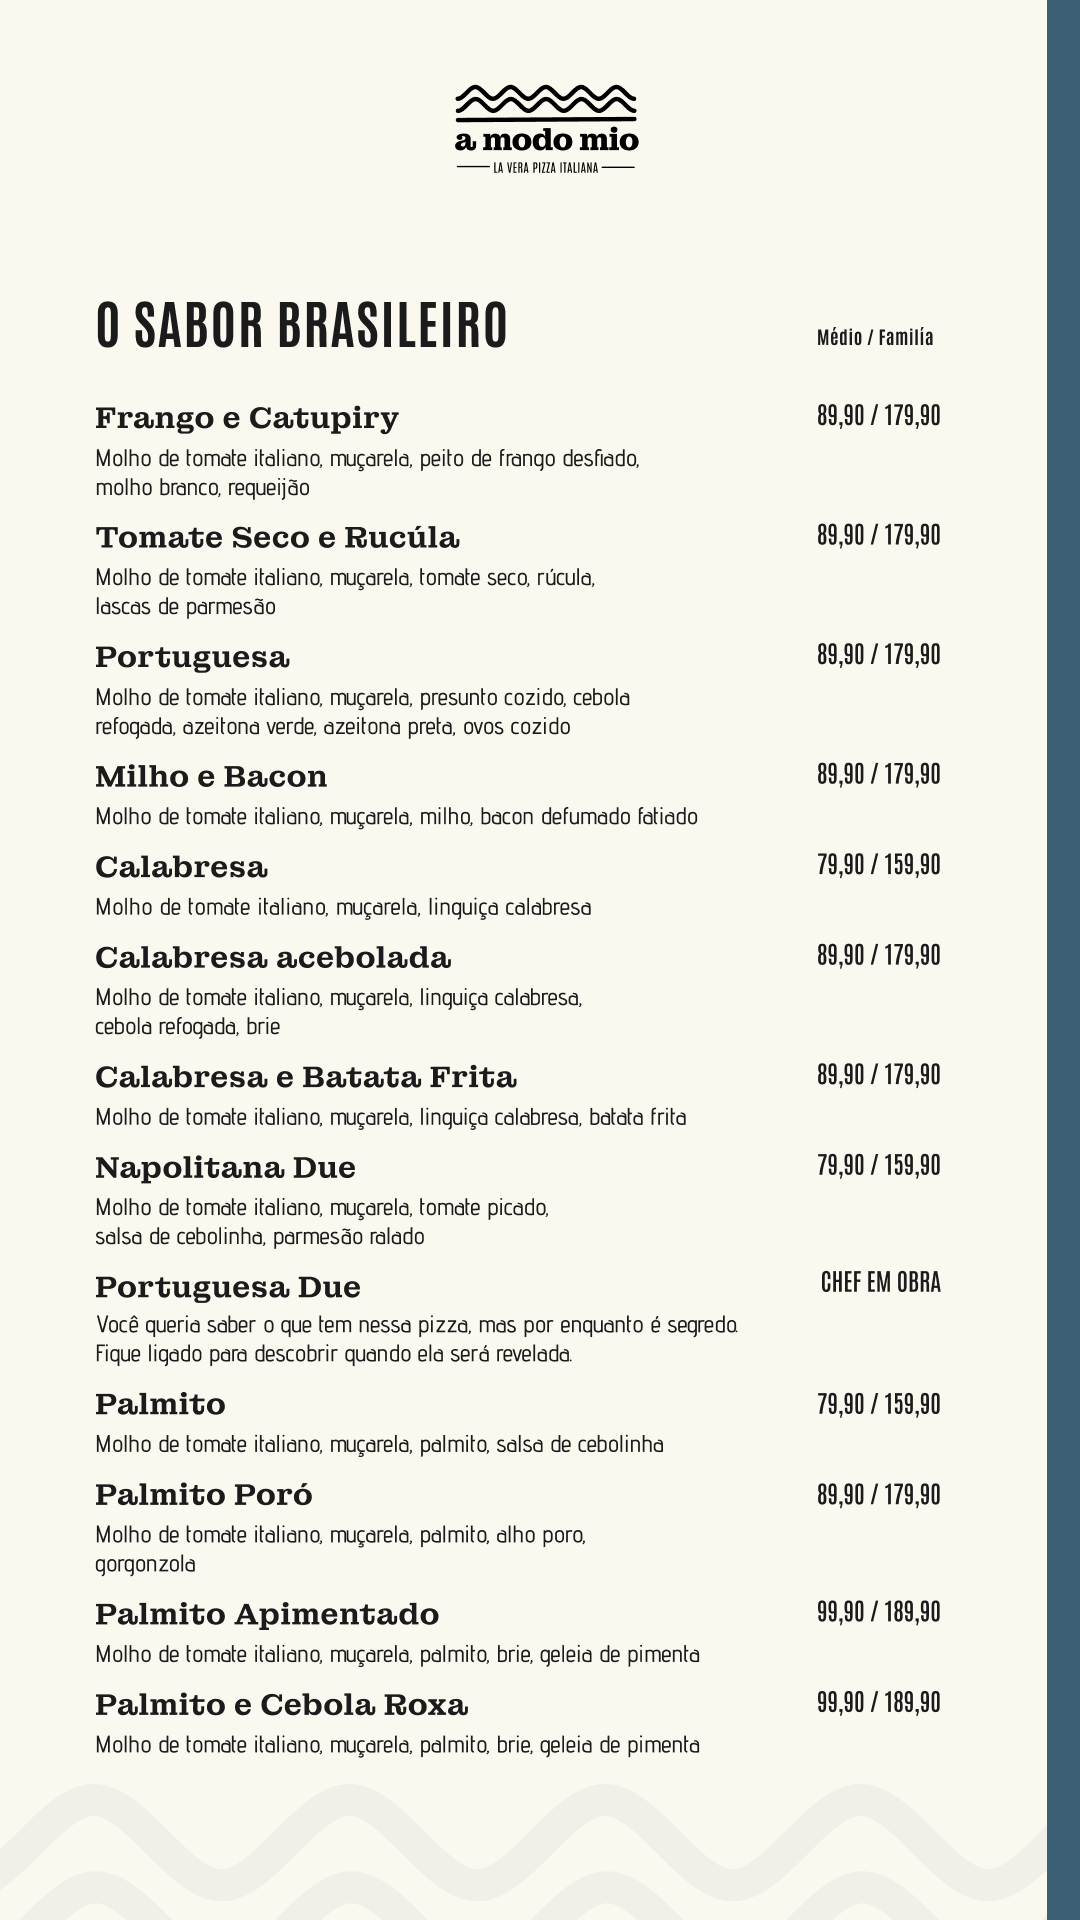 a modo mio
LA VERA PIZZA ITALIANA
O SABOR BRASILEIRO
Médio / Família
Frango e Catupiry
89,90 / 179,90
Molho de tomate italiano, muçarela, peito de frango desfiado,
molho branco, requeijão
Tomate Seco e Rucúla
89,90 / 179,90
Molho de tomate italiano, muçarela, tomate seco, rúcula,
lascas de parmesão
Portuguesa
89,90 / 179,90
Molho de tomate italiano, muçarela, presunto cozido, cebola
refogada, azeitona verde, azeitona preta, ovos cozido
Milho e Bacon
89,90 / 179,90
Molho de tomate italiano, muçarela, milho, bacon defumado fatiado
Calabresa
79,90 / 159,90
Molho de tomate italiano, muçarela, linguiça calabresa
Calabresa acebolada
89,90 / 179,90
Molho de tomate italiano, muçarela, linguiça calabresa,
cebola refogada, brie
Calabresa e Batata Frita
89,90 / 179,90
Molho de tomate italiano, muçarela, linguiça calabresa, batata frita
Napolitana Due
79,90 / 159,90
Molho de tomate italiano, muçarela, tomate picado,
salsa de cebolinha, parmesão ralado
Portuguesa Due
CHEF EM OBRA
Você queria saber o que tem nessa pizza, mas por enquanto é segredo.
Fique ligado para descobrir quando ela será revelada.
Palmito
79,90 / 159,90
Molho de tomate italiano, muçarela, palmito, salsa de cebolinha
Palmito Poró
89,90 / 179,90
Molho de tomate italiano, muçarela, palmito, alho poro,
gorgonzola
Palmito Apimentado
99,90 / 189,90
Molho de tomate italiano, muçarela, palmito, brie, geleia de pimenta
Palmito e Cebola Roxa
99,90 / 189,90
Molho de tomate italiano, muçarela, palmito, brie, geleia de pimenta